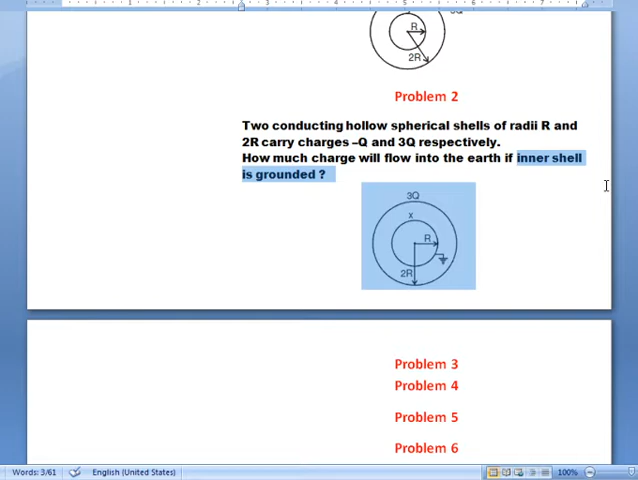 R
2R
Problem 2
Two conducting hollow spherical shells of radii R and
2R carry charges –Q and 3Q respectively.
How much charge will flow into the earth if inner shell
is grounded ?
3Q
x
R
2R
Problem 3
Problem 4
Problem 5
Problem 6
Words: 3/61 English (United States) 100%